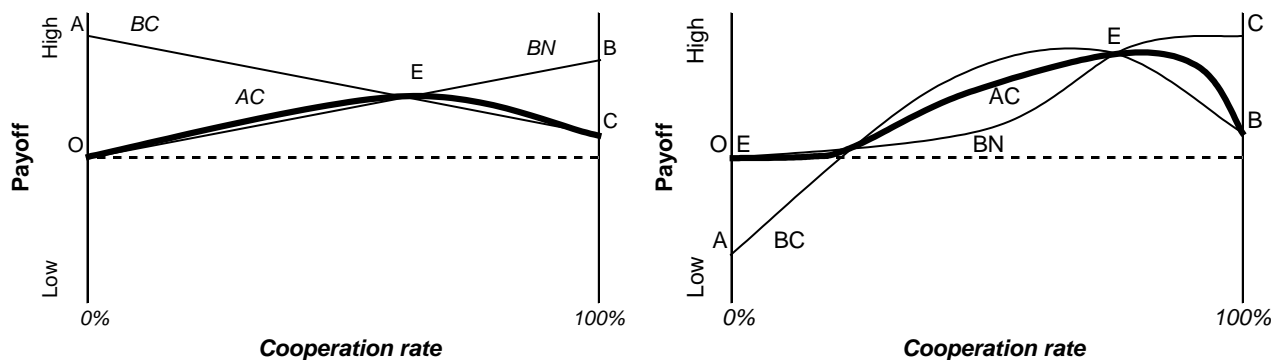 High
A
BC
BN
B
E
AC
O
C
Payoff
Low
0%
100%
Cooperation rate
High
E
C
AC
O E
B
BN
Payoff
A
BC
Low
0%
100%
Cooperation rate